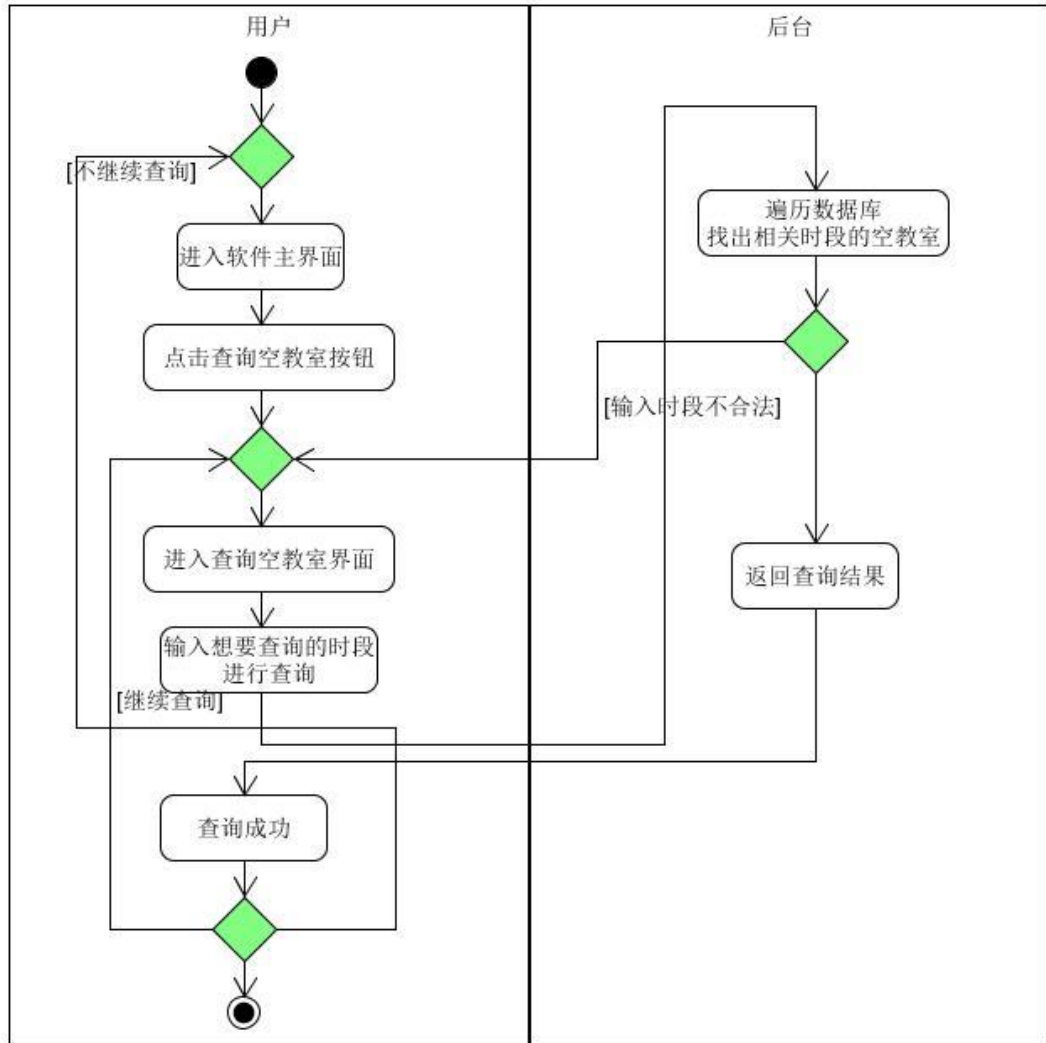 用户
后台
[不继续查询]
进入软件主界面
遍历数据库
找出相关时段的空教室
点击查询空教室按钮
[输入时段不合法]
进入查询空教室界面
返回查询结果
输入想要查询的时段
进行查询
[继续查询]
查询成功